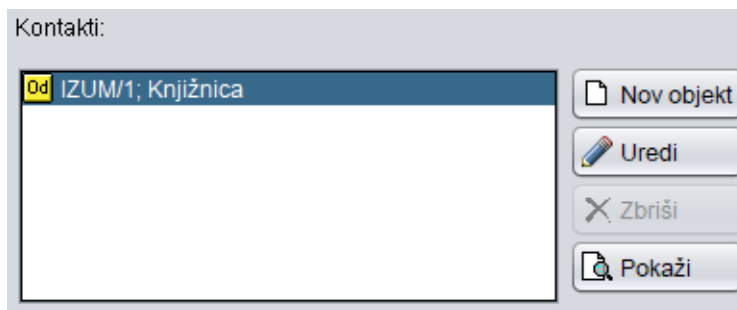 Kontakti:
Od IZUM/1; Knjižnica
Nov objekt
Uredi
Zbriši
Pokaži